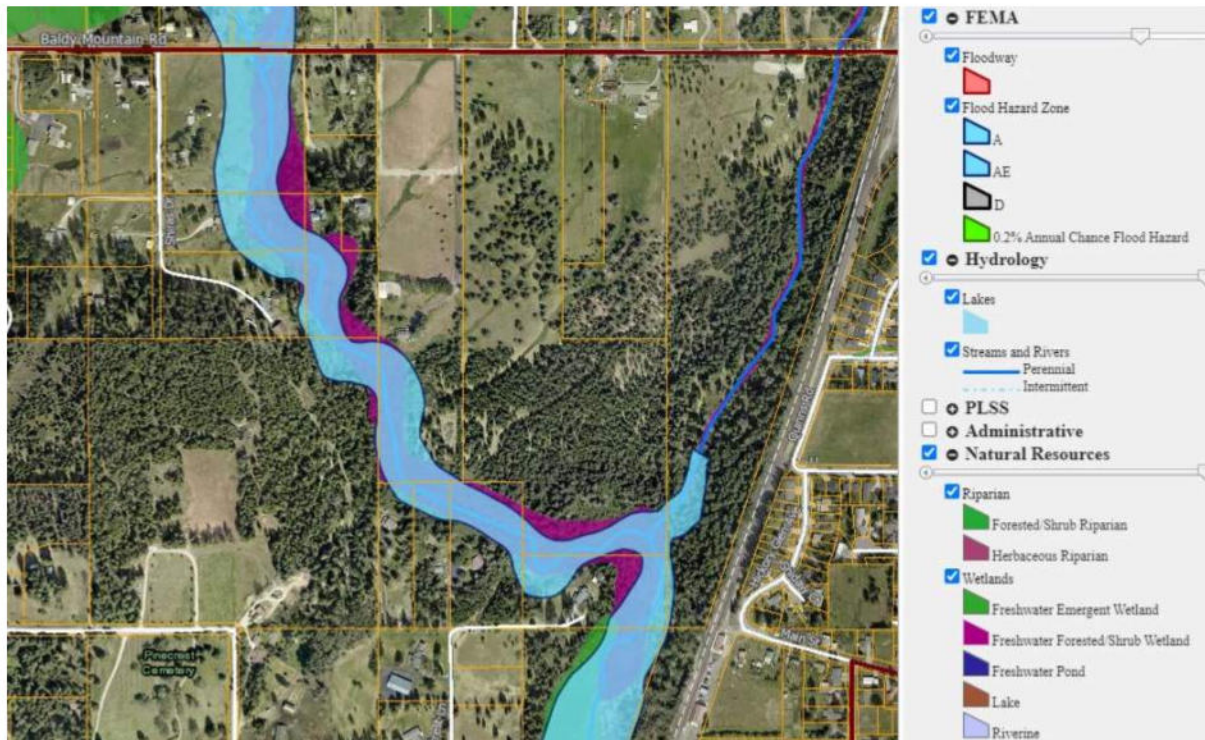 Baldy Mountain Rd
Pinecrest
Cemetery
Main St
FEMA
Floodway
Flood Hazard Zone
A
AE
D
0.2% Annual Chance Flood Hazard
Hydrology
Lakes
Streams and Rivers
Perennial
Intermittent
PLSS
Administrative
Natural Resources
Riparian
Forested/Shrub Riparian
Herbaceous Riparian
Wetlands
Freshwater Emergent Wetland
Freshwater Forested/Shrub Wetland
Freshwater Pond
Lake
Riverine